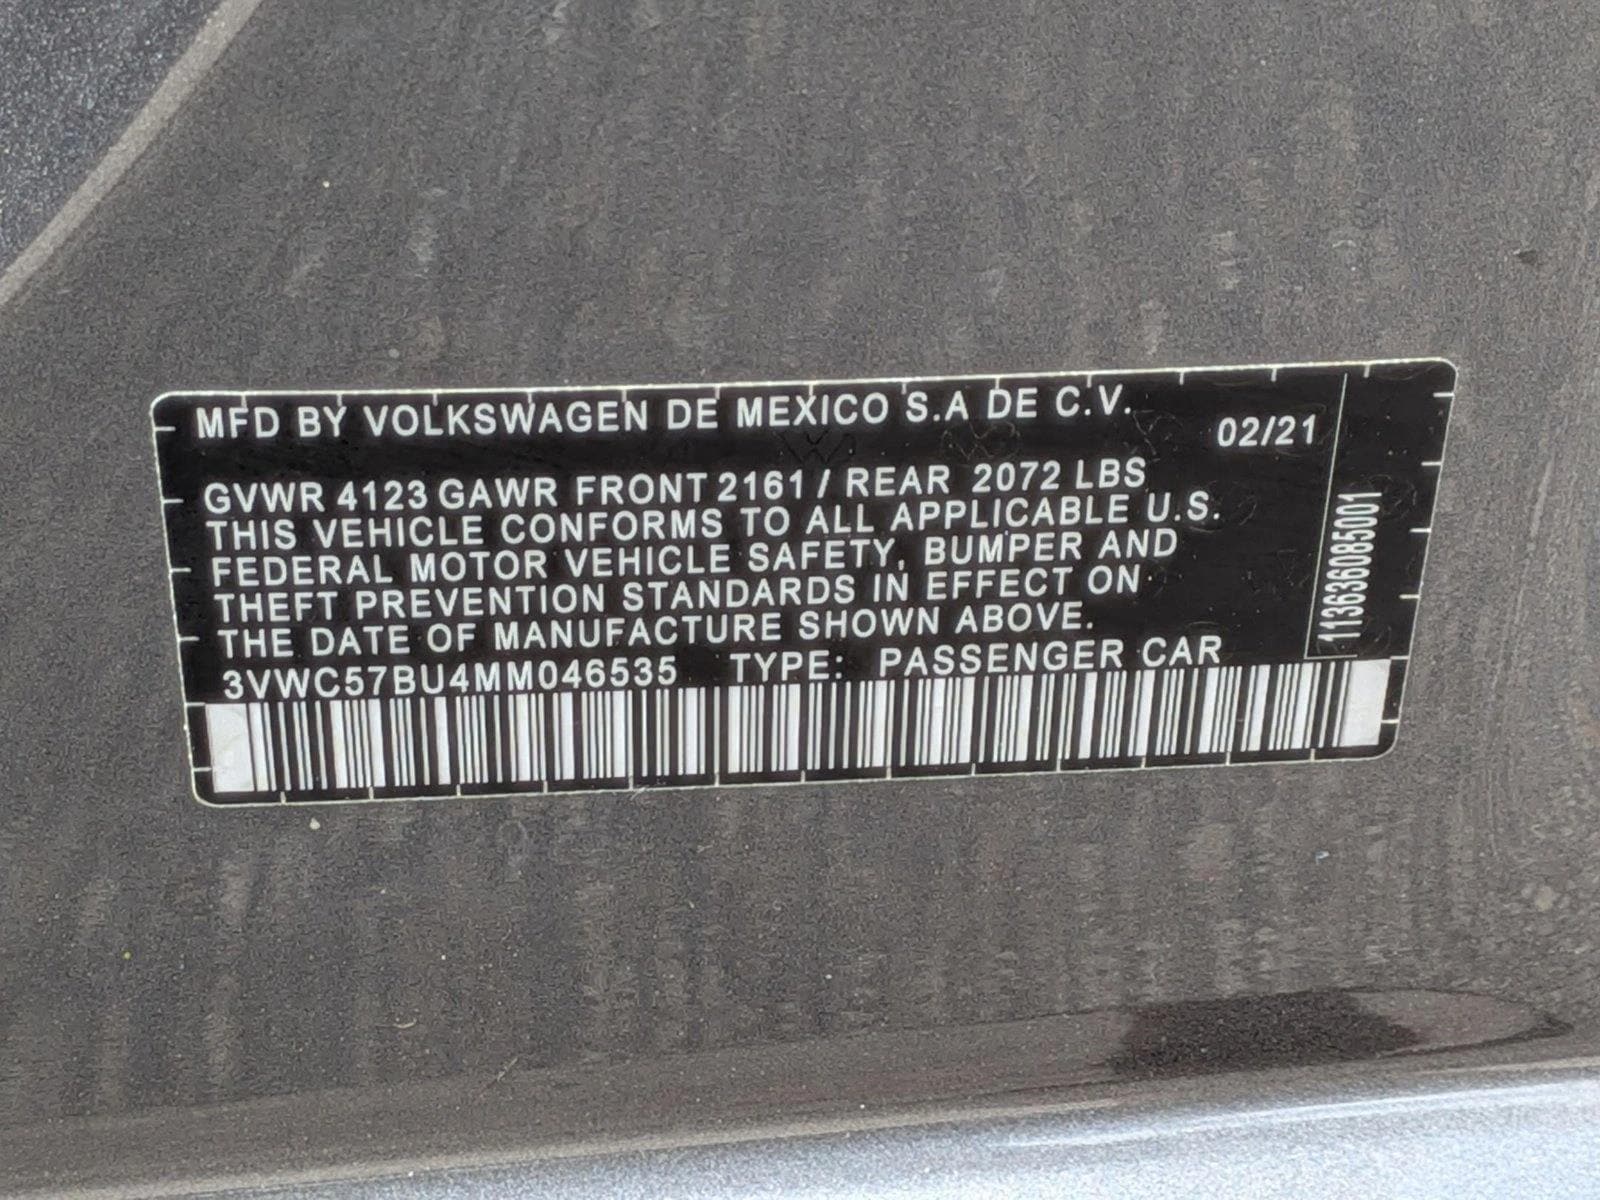 MFD BY VOLKSWAGEN DE MEXICO S.A DE C.V.
02/21
GVWR 4123 GAWR FRONT 2161 / REAR 2072 LBS
THIS VEHICLE CONFORMS TO ALL APPLICABLE U.S.
FEDERAL MOTOR VEHICLE SAFETY, BUMPER AND
THEFT PREVENTION STANDARDS IN EFFECT ON
THE DATE OF MANUFACTURE SHOWN ABOVE.
3VWC57BU4MM046535 TYPE: PASSENGER CAR
113636085001